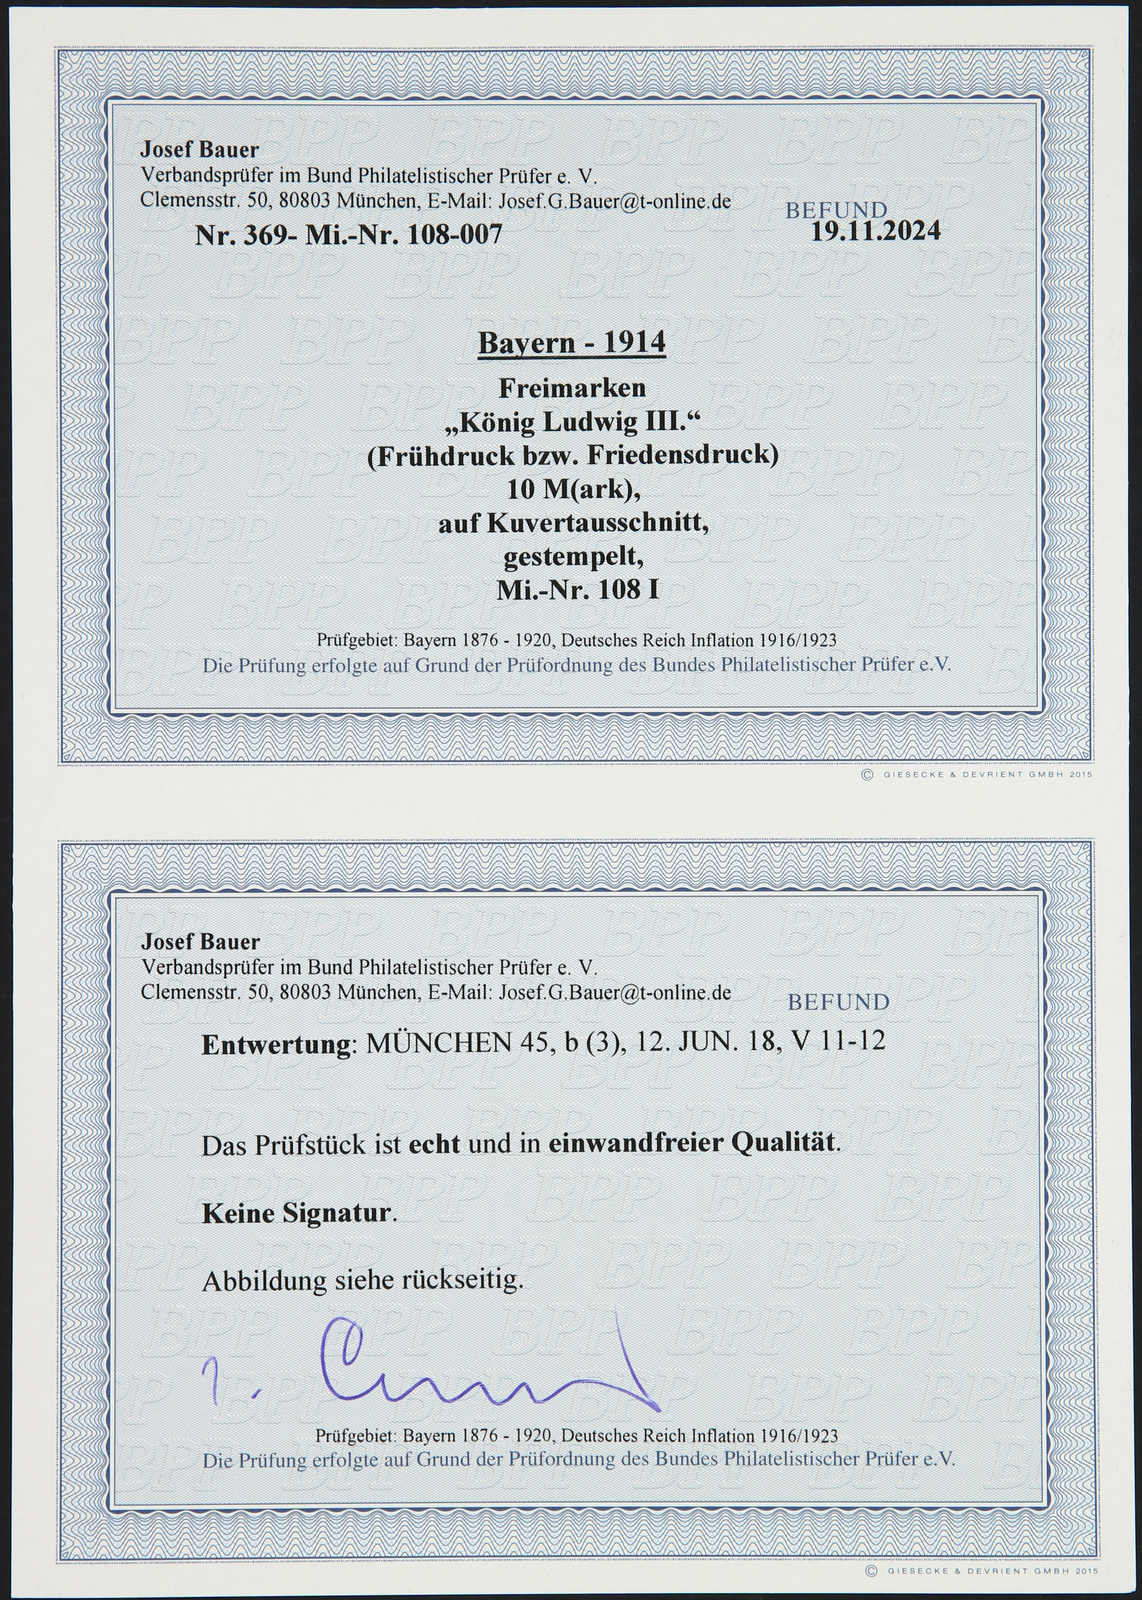 Josef Bauer
Verbandsprüfer im Bund Philatelistischer Prüfer e. V.
Clemensstr. 50, 80803 München, E-Mail: Josef.G.Bauer@t-online.de
BEFUND
Nr. 369- Mi.-Nr. 108-007
19.11.2024
Bayern - 1914
Freimarken
„König Ludwig III.“
(Frühdruck bzw. Friedensdruck)
10 M(ark),
auf Kuvertausschnitt,
gestempelt,
Mi.-Nr. 108 I
Prüfgebiet: Bayern 1876 - 1920, Deutsches Reich Inflation 1916/1923
Die Prüfung erfolgte auf Grund der Prüfordnung des Bundes Philatelistischer Prüfer e.V.
© GIESECKE & DEVRIENT GMBH 2015
Josef Bauer
Verbandsprüfer im Bund Philatelistischer Prüfer e. V.
Clemensstr. 50, 80803 München, E-Mail: Josef.G.Bauer@t-online.de
BEFUND
Entwertung: MÜNCHEN 45, b (3), 12. JUN. 18, V 11-12
Das Prüfstück ist echt und in einwandfreier Qualität.
Keine Signatur.
Abbildung siehe rückseitig.
Prüfgebiet: Bayern 1876 - 1920, Deutsches Reich Inflation 1916/1923
Die Prüfung erfolgte auf Grund der Prüfordnung des Bundes Philatelistischer Prüfer e.V.
© GIESECKE & DEVRIENT GMBH 2015